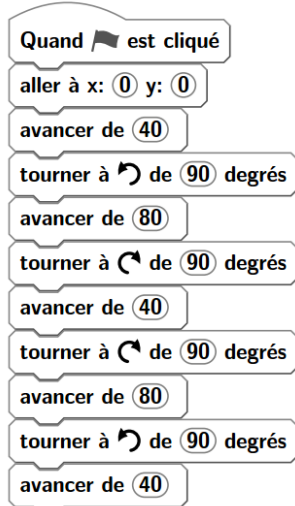 Quand est cliqué
aller à x: 0 y: 0
avancer de 40
tourner à de 90 degrés
avancer de 80
tourner à de 90 degrés
avancer de 40
tourner à de 90 degrés
avancer de 80
tourner à de 90 degrés
avancer de 40